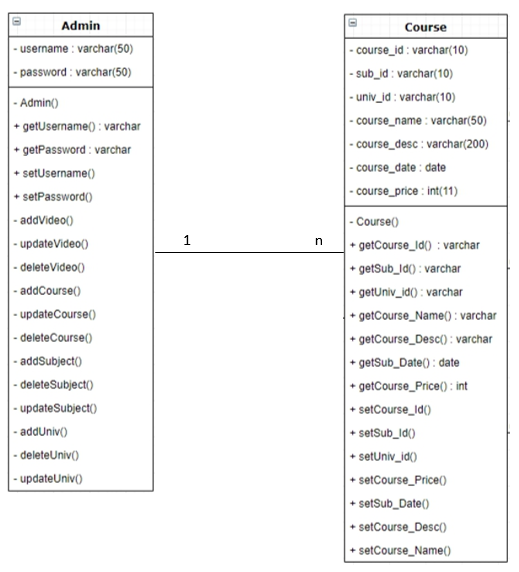 Admin
- username : varchar(50)
- password : varchar(50)
- Admin()
+ getUsername() : varchar
+ getPassword : varchar
+ setUsername()
+ setPassword()
- addVideo()
- updateVideo()
- deleteVideo()
- addCourse()
- updateCourse()
- deleteCourse()
- addSubject()
- deleteSubject()
- updateSubject()
- addUniv()
- deleteUniv()
- updateUniv()
1
n
Course
- course_id : varchar(10)
- sub_id : varchar(10)
- univ_id : varchar(10)
- course_name : varchar(50)
- course_desc : varchar(200)
- course_date : date
- course_price : int(11)
- Course()
+ getCourse_Id() : varchar
+ getSub_Id() : varchar
+ getUniv_id() : varchar
+ getCourse_Name() : varchar
+ getCourse_Desc() : varchar
+ getSub_Date() : date
+ getCourse_Price() : int
+ setCourse_Id()
+ setSub_Id()
+ setUniv_id()
+ setCourse_Price()
+ setSub_Date()
+ setCourse_Desc()
+ setCourse_Name()